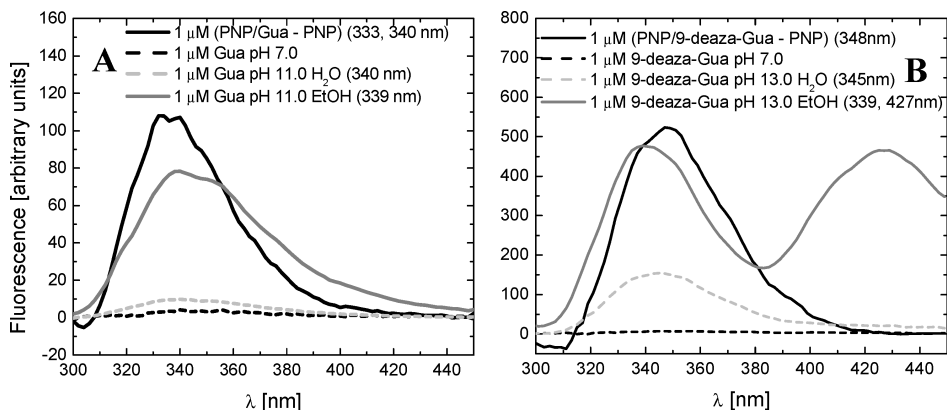 A
1 μM (PNP/Gua - PNP) (333, 340 nm)
1 μM Gua pH 7.0
1 μM Gua pH 11.0 H₂O (340 nm)
1 μM Gua pH 11.0 EtOH (339 nm)
Fluorescence [arbitrary units]
160
140
120
100
80
60
40
20
0
-20
300 320 340 360 380 400 420 440
λ [nm]
B
1 μM (PNP/9-deaza-Gua - PNP) (348nm)
1 μM 9-deaza-Gua pH 7.0
1 μM 9-deaza-Gua pH 13.0 H₂O (345nm)
1 μM 9-deaza-Gua pH 13.0 EtOH (339, 427nm)
800
700
600
500
400
300
200
100
0
300 320 340 360 380 400 420 440
λ [nm]